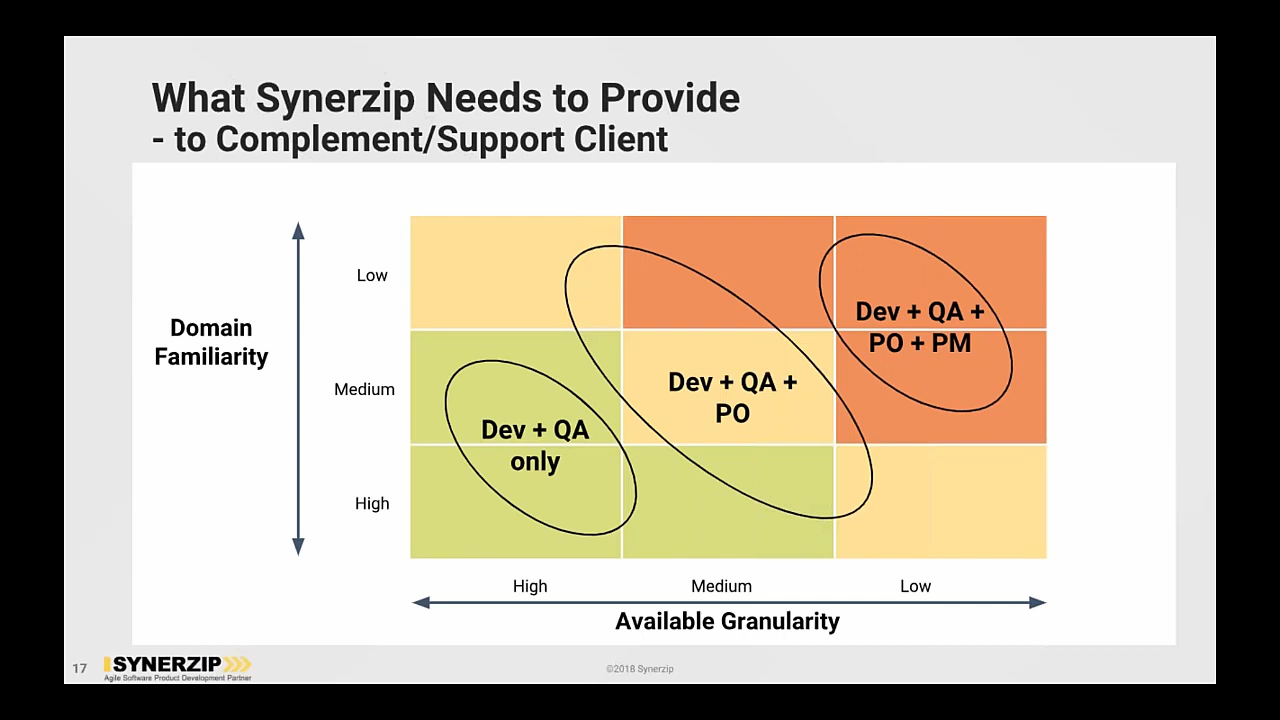 What Synerzip Needs to Provide
- to Complement/Support Client
Low
Domain
Familiarity
Medium
High
Dev + QA +
PO + PM
Dev + QA +
PO
Dev + QA
only
High
Medium
Low
Available Granularity
17
SYNERZIP
Agile Software Product Development Partner
©2018 Synerzip